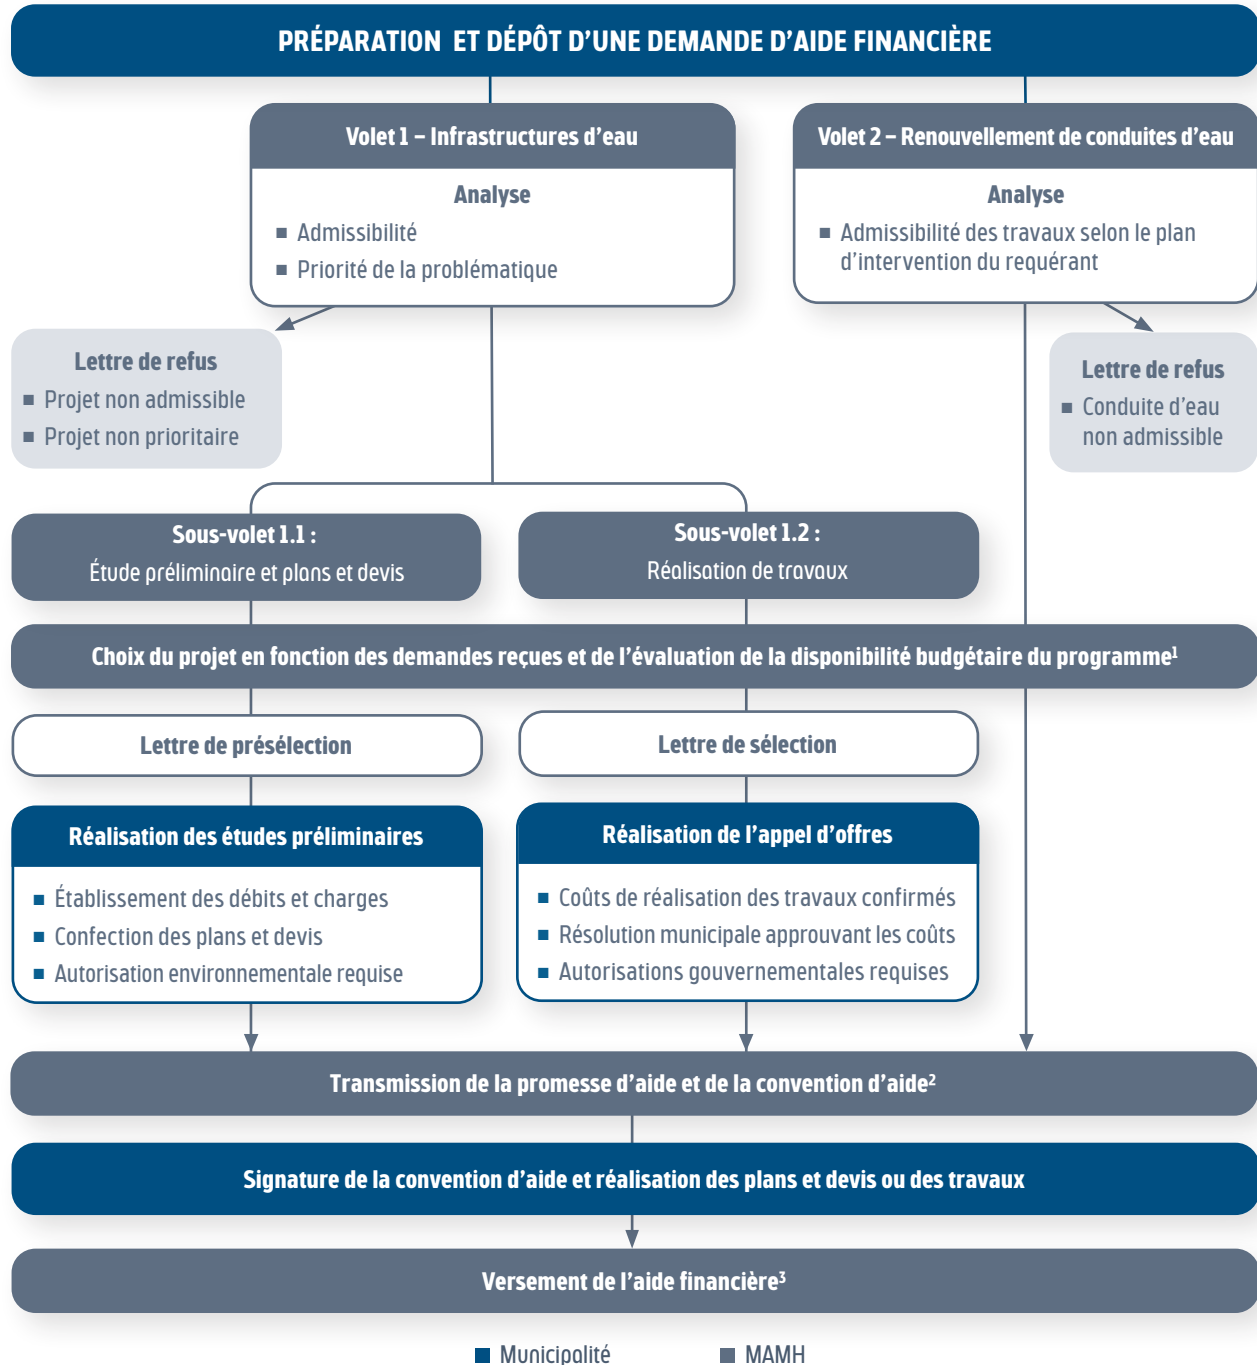 PRÉPARATION ET DÉPÔT D'UNE DEMANDE D'AIDE FINANCIÈRE
Volet 1 – Infrastructures d'eau
Analyse
■ Admissibilité
■ Priorité de la problématique
Volet 2 – Renouvellement de conduites d'eau
Analyse
■ Admissibilité des travaux selon le plan
d'intervention du requérant
Lettre de refus
■ Projet non admissible
■ Projet non prioritaire
Lettre de refus
■ Conduite d'eau
non admissible
Sous-volet 1.1 :
Étude préliminaire et plans et devis
Sous-volet 1.2 :
Réalisation de travaux
Choix du projet en fonction des demandes reçues et de l'évaluation de la disponibilité budgétaire du programme¹
Lettre de présélection
Lettre de sélection
Réalisation des études préliminaires
■ Établissement des débits et charges
■ Confection des plans et devis
■ Autorisation environnementale requise
Réalisation de l'appel d'offres
■ Coûts de réalisation des travaux confirmés
■ Résolution municipale approuvant les coûts
■ Autorisations gouvernementales requises
Transmission de la promesse d'aide et de la convention d'aide²
Signature de la convention d'aide et réalisation des plans et devis ou des travaux
Versement de l'aide financière³
■ Municipalité ■ MAMH